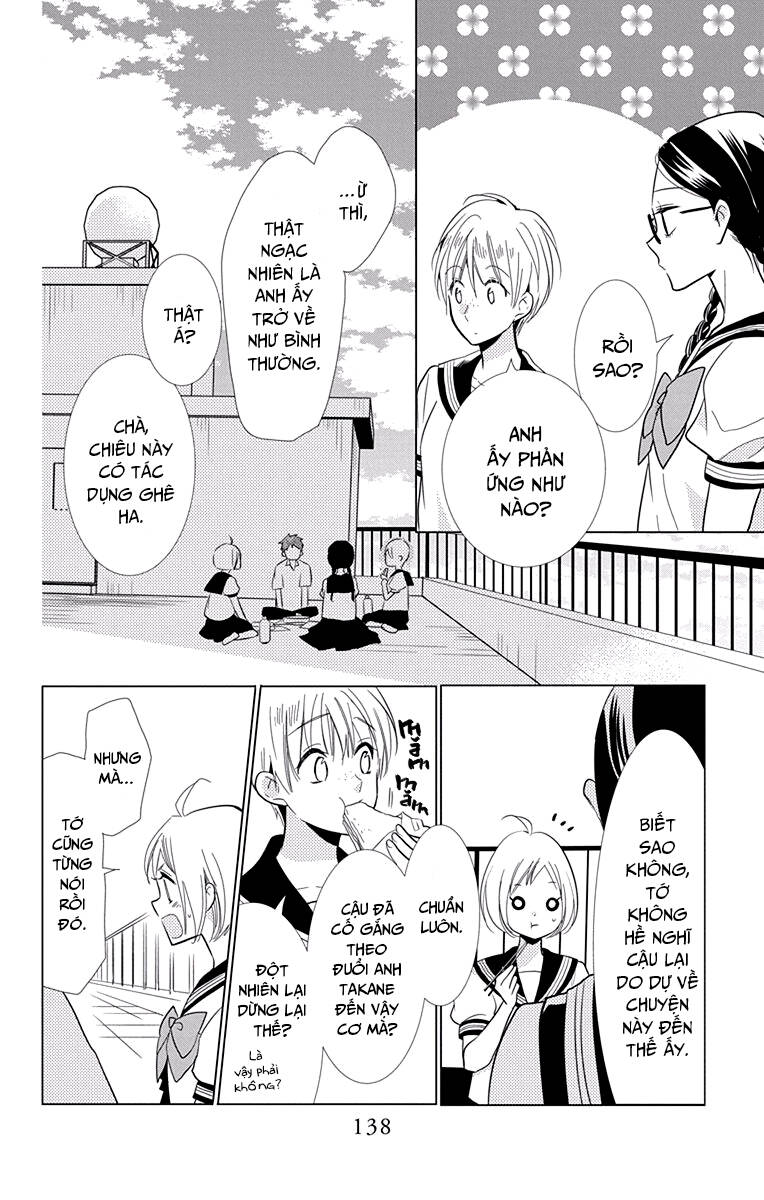 RỒI
SAO?
ANH
ẤY PHẢN
ỨNG NHƯ
NÀO?
...Ừ
THÌ,
THẬT
NGẠC
NHIÊN LÀ
ANH ẤY
TRỞ VỀ
NHƯ BÌNH
THƯỜNG.
THẬT
Á?
CHÀ,
CHIÊU NÀY
CÓ TÁC
DỤNG GHÊ
HA.
BIẾT
SAO
KHÔNG,
TỚ
KHÔNG
HỀ NGHĨ
CẬU LẠI
DO DỰ VỀ
CHUYỆN
NÀY ĐẾN
THẾ ẤY.
Măm
măm
CHUẨN
LUÔN.
CẬU ĐÃ
CỐ GẮNG
THEO
ĐUỔI ANH
TAKANE
ĐẾN VẬY
CƠ MÀ?
ĐỘT
NHIÊN LẠI
DỪNG LẠI
THẾ?
Là
vậy phải
không?
NHƯNG
MÀ...
TỚ
CŨNG
TỪNG
NÓI
RỒI
ĐÓ.
138